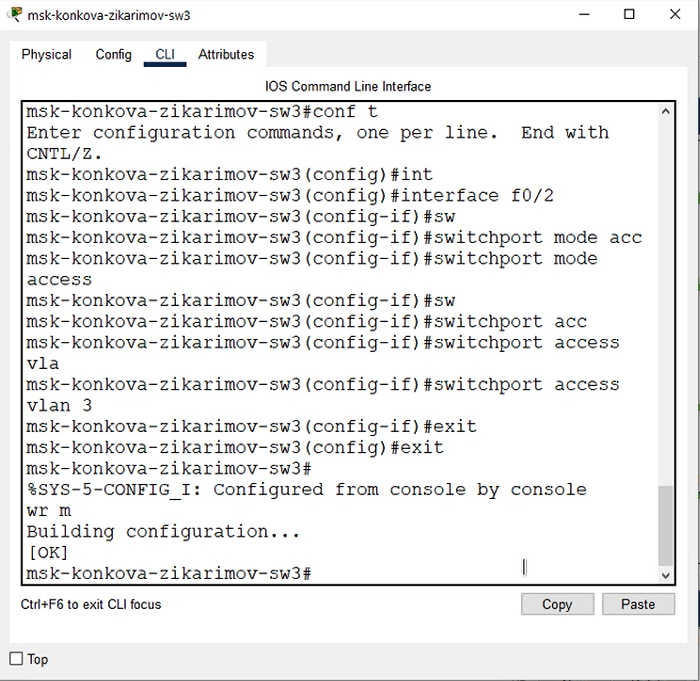 msk-konkova-zikarimov-sw3
Physical Config CLI Attributes
IOS Command Line Interface
msk-konkova-zikarimov-sw3#conf t
Enter configuration commands, one per line.  End with
CNTL/Z.
msk-konkova-zikarimov-sw3(config)#int
msk-konkova-zikarimov-sw3(config)#interface f0/2
msk-konkova-zikarimov-sw3(config-if)#sw
msk-konkova-zikarimov-sw3(config-if)#switchport mode acc
msk-konkova-zikarimov-sw3(config-if)#switchport mode
access
msk-konkova-zikarimov-sw3(config-if)#sw
msk-konkova-zikarimov-sw3(config-if)#switchport acc
msk-konkova-zikarimov-sw3(config-if)#switchport access
vla
msk-konkova-zikarimov-sw3(config-if)#switchport access
vlan 3
msk-konkova-zikarimov-sw3(config-if)#exit
msk-konkova-zikarimov-sw3(config)#exit
msk-konkova-zikarimov-sw3#
%SYS-5-CONFIG_I: Configured from console by console
wr m
Building configuration...
[OK]
msk-konkova-zikarimov-sw3#
Ctrl+F6 to exit CLI focus
Copy Paste
Top